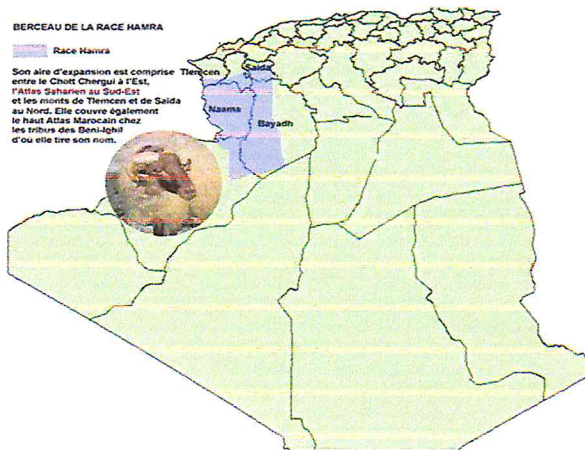 BERCEAU DE LA RACE HAMRA
Race Hamra
Son aire d'expansion est comprise
entre le Chott Chergui à l'Est,
l'Atlas Saharien au Sud-Est
et les monts de Tlemcen et de Saida
au Nord. Elle couvre également
le haut Atlas Marocain chez
les tribus des Beni-Ighil
d'ou elle tire son nom.
Tlemcen
Saida
Naama
Bayadh